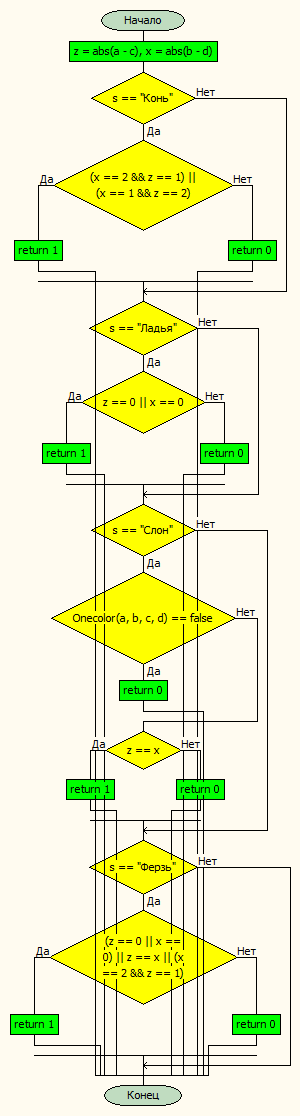 Начало
z = abs(a - c), x = abs(b - d)
s == "Конь"
Нет
Да
Да
(x == 2 && z == 1) ||
(x == 1 && z == 2)
Нет
return 1
return 0
s == "Ладья"
Нет
Да
Да
z == 0 || x == 0
Нет
return 1
return 0
s == "Слон"
Нет
Да
Onecolor(a, b, c, d) == false
Нет
Да
return 0
Да
z == x
Нет
return 1
return 0
s == "Ферзь"
Нет
Да
Да
(z == 0 || x ==
0) || z == x || (x
== 2 && z == 1)
Нет
return 1
return 0
Конец